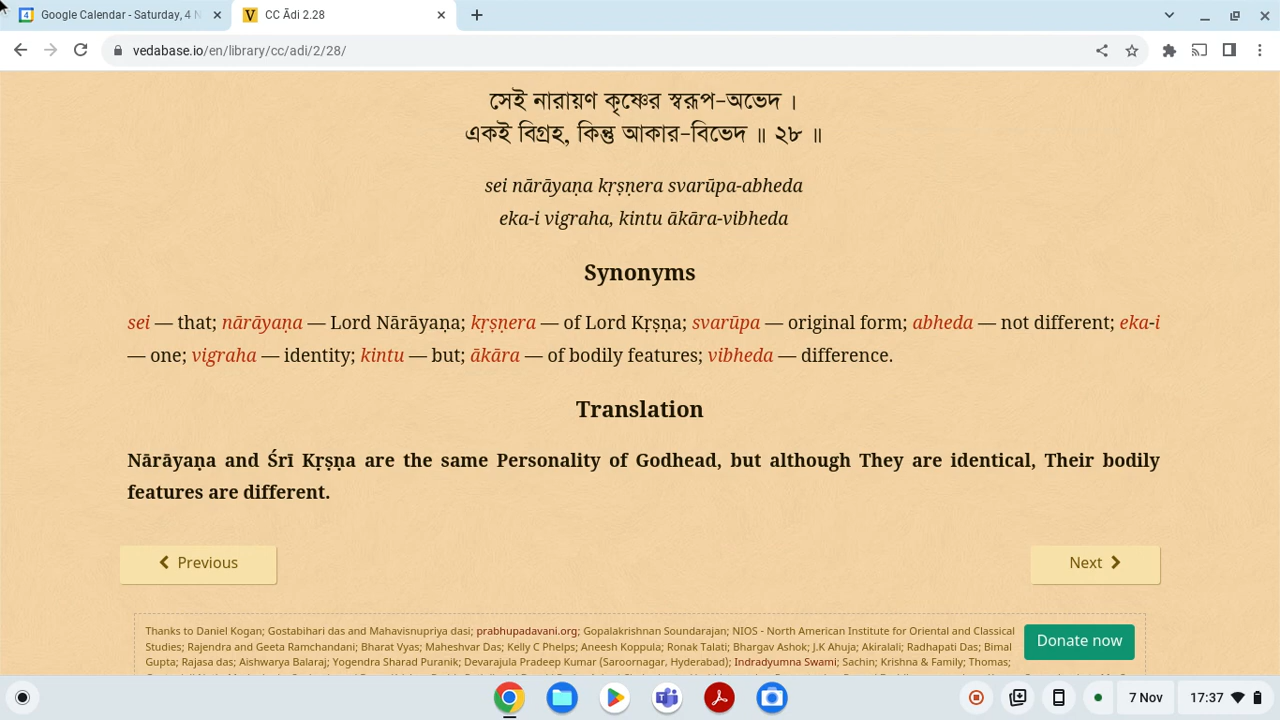 Google Calendar - Saturday, 4 N
CC Ādi 2.28
vedabase.io/en/library/cc/adi/2/28/
সেই নারায়ণ কৃষ্ণের স্বরূপ-অভেদ ।
একই বিগ্রহ, কিন্তু আকার-বিভেদ ॥ ২৮ ॥
sei nārāyaṇa kṛṣṇera svarūpa-abheda
eka-i vigraha, kintu ākāra-vibheda
Synonyms
sei — that; nārāyaṇa — Lord Nārāyaṇa; kṛṣṇera — of Lord Kṛṣṇa; svarūpa — original form; abheda — not different; eka-i
— one; vigraha — identity; kintu — but; ākāra — of bodily features; vibheda — difference.
Translation
Nārāyaṇa and Śrī Kṛṣṇa are the same Personality of Godhead, but although They are identical, Their bodily
features are different.
Previous
Next
Thanks to Daniel Kogan; Gostabihari das and Mahavisnupriya dasi; prabhupadavani.org; Gopalakrishnan Soundarajan; NIOS - North American Institute for Oriental and Classical
Studies; Rajendra and Geeta Ramchandani; Bharat Vyas; Maheshvar Das; Kelly C Phelps; Aneesh Koppula; Ronak Talati; Bhargav Ashok; J.K Ahuja; Akiralali; Radhapati Das; Bimal
Gupta; Rajasa das; Aishwarya Balaraj; Yogendra Sharad Puranik; Devarajula Pradeep Kumar (Saroornagar, Hyderabad); Indradyumna Swami; Sachin; Krishna & Family; Thomas;
Donate now
7 Nov
17:37